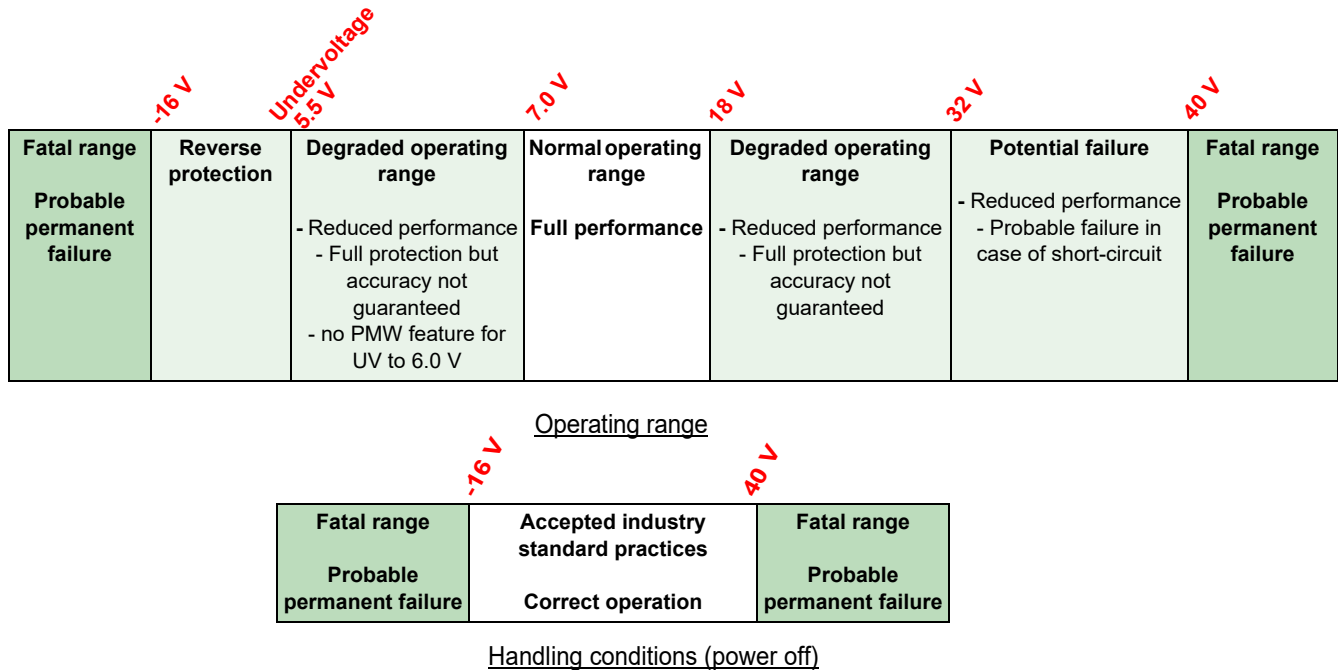 -16 V
Undervoltage
5.5 V
7.0 V
18 V
32 V
40 V
Fatal range
Probable
permanent
failure
Reverse
protection
Degraded operating
range
- Reduced performance
- Full protection but
accuracy not
guaranteed
- no PMW feature for
UV to 6.0 V
Normal operating
range
Full performance
Degraded operating
range
- Reduced performance
- Full protection but
accuracy not
guaranteed
Potential failure
- Reduced performance
- Probable failure in
case of short-circuit
Fatal range
Probable
permanent
failure
Operating range
-16 V
40 V
Fatal range
Probable
permanent failure
Accepted industry
standard practices
Correct operation
Fatal range
Probable
permanent failure
Handling conditions (power off)